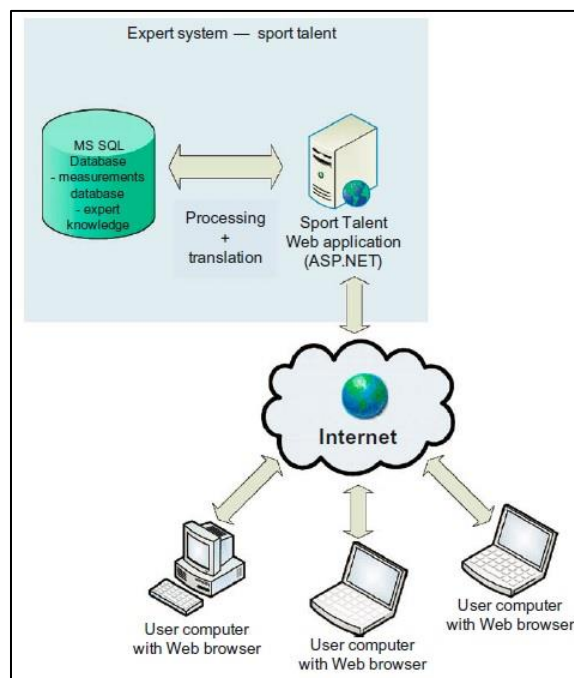 Expert system — sport talent
MS SQL
Database
- measurements
database
- expert
knowledge
Processing
+
translation
Sport Talent
Web application
(ASP.NET)
Internet
User computer
with Web browser
User computer
with Web browser
User computer
with Web browser